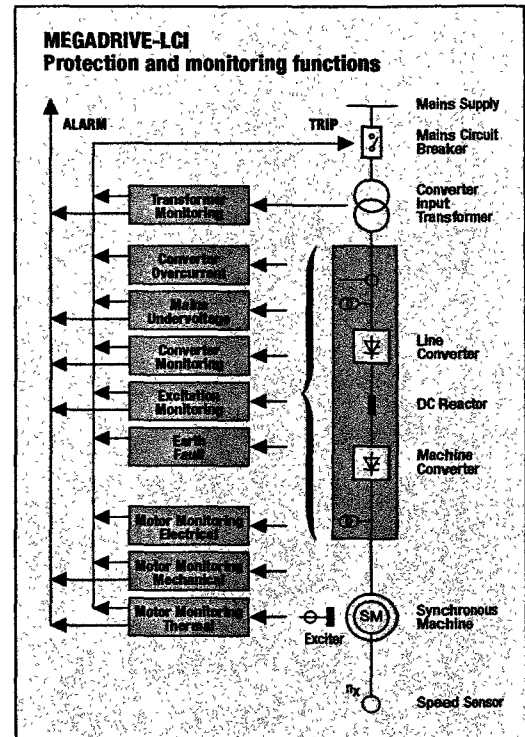 MEGADRIVE-LCI
Protection and monitoring functions
ALARM
TRIP
Mains Supply
Mains Circuit
Breaker
Transformer
Monitoring
Converter
Input
Transformer
Converter
Overcurrent
Mains
Undervoltage
Converter
Monitoring
Line
Converter
Excitation
Monitoring
DC Reactor
Earth
Fault
Machine
Converter
Motor Monitoring
Electrical
Motor Monitoring
Mechanical
Motor Monitoring
Thermal
Exciter
SM
Synchronous
Machine
nx
Speed Sensor